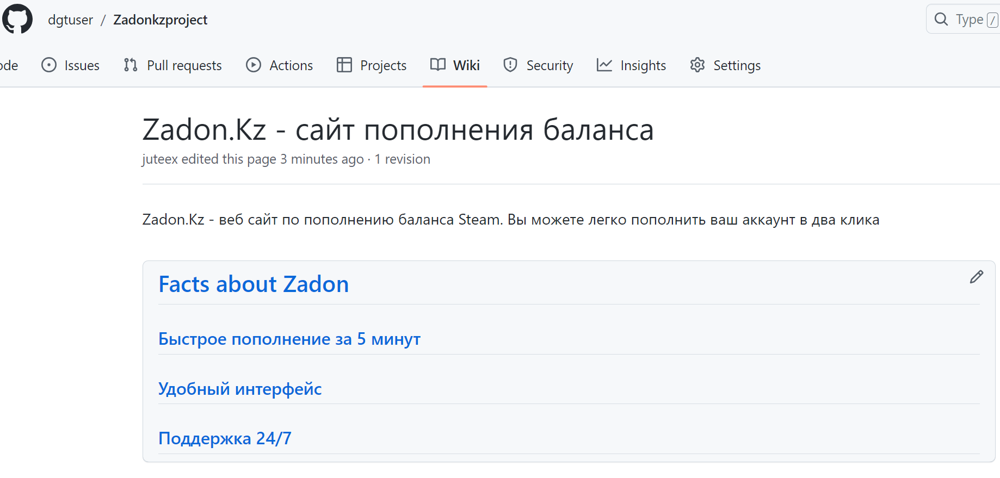 dgtuser / Zadonkzproject
Type /
ode Issues Pull requests Actions Projects Wiki Security Insights Settings
Zadon.Kz - сайт пополнения баланса
juteex edited this page 3 minutes ago · 1 revision
Zadon.Kz - веб сайт по пополнению баланса Steam. Вы можете легко пополнить ваш аккаунт в два клика
Facts about Zadon
Быстрое пополнение за 5 минут
Удобный интерфейс
Поддержка 24/7